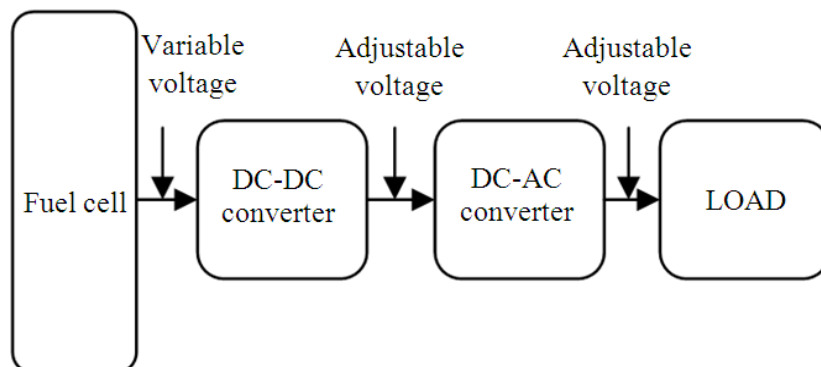 Variable
voltage
Adjustable
voltage
Adjustable
voltage
Fuel cell
DC-DC
converter
DC-AC
converter
LOAD